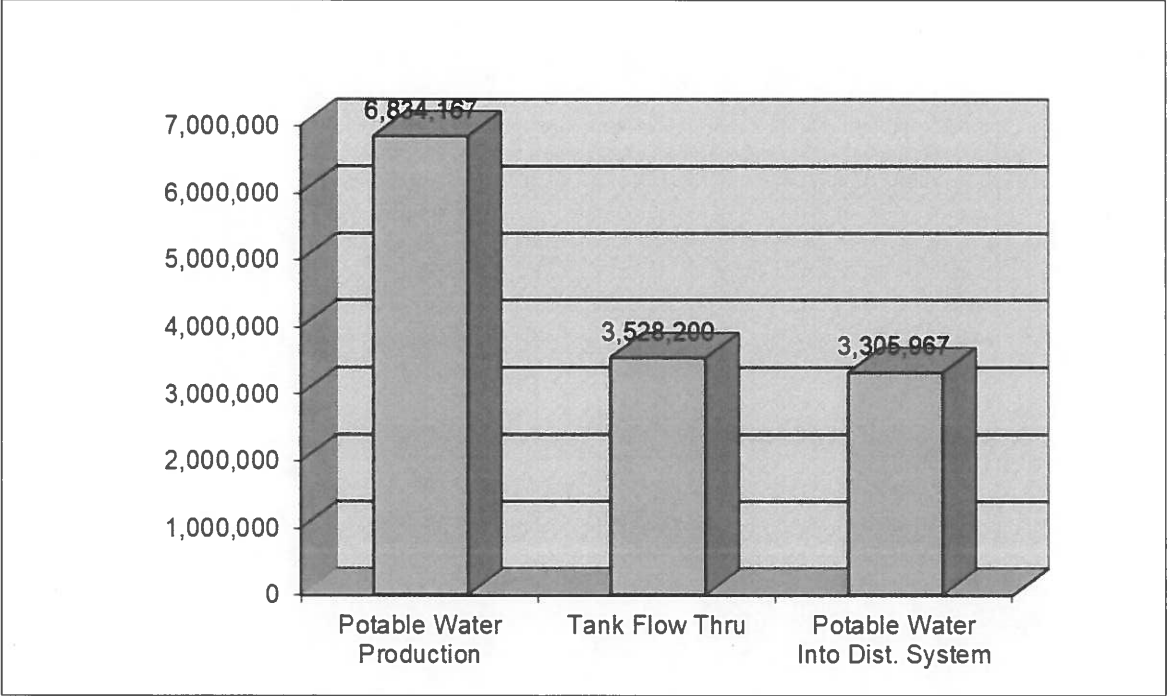 6,834,167
7,000,000
6,000,000
5,000,000
4,000,000
3,000,000
2,000,000
1,000,000
0
3,528,200
3,305,967
Potable Water
Production
Tank Flow Thru
Potable Water
Into Dist. System